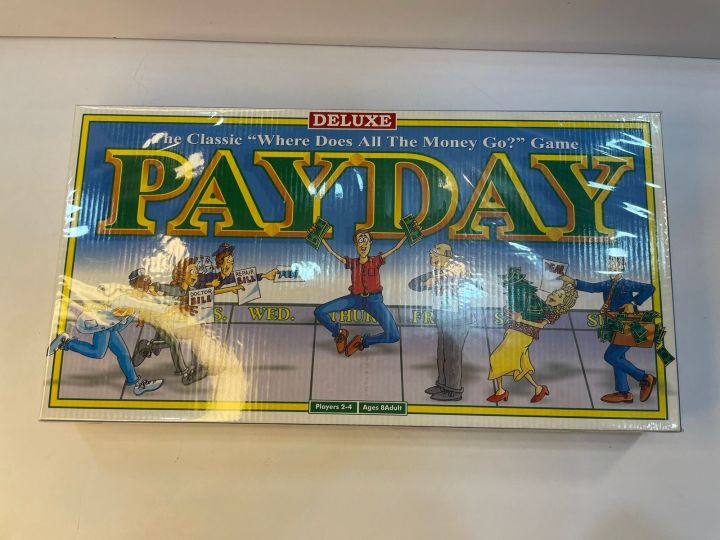 DELUXE
The Classic "Where Does All The Money Go?" Game
PAYDAY
DOCTOR BILL
REPAIR BILL
WED.
THUR
Players 2-4 Ages 8Adult